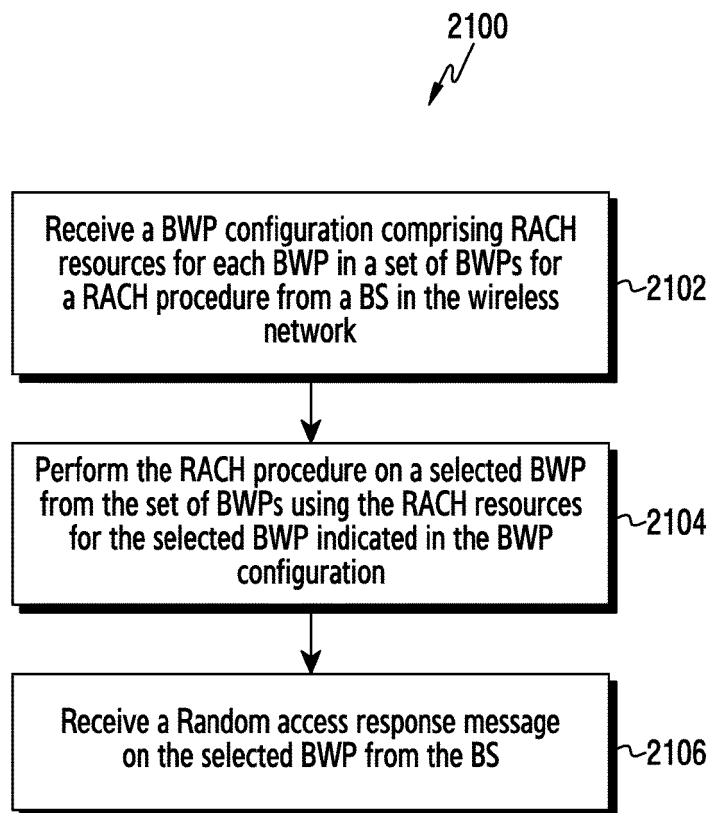 2100
Receive a BWP configuration comprising RACH
resources for each BWP in a set of BWPs for
a RACH procedure from a BS in the wireless
network
2102
Perform the RACH procedure on a selected BWP
from the set of BWPs using the RACH resources
for the selected BWP indicated in the BWP
configuration
2104
Receive a Random access response message
on the selected BWP from the BS
2106